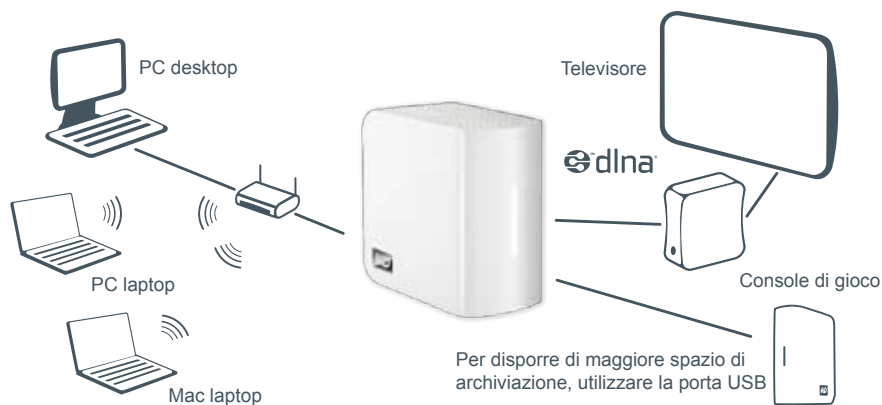 PC desktop
Televisore
dlna
PC laptop
Console di gioco
Per disporre di maggiore spazio di
archiviazione, utilizzare la porta USB
Mac laptop